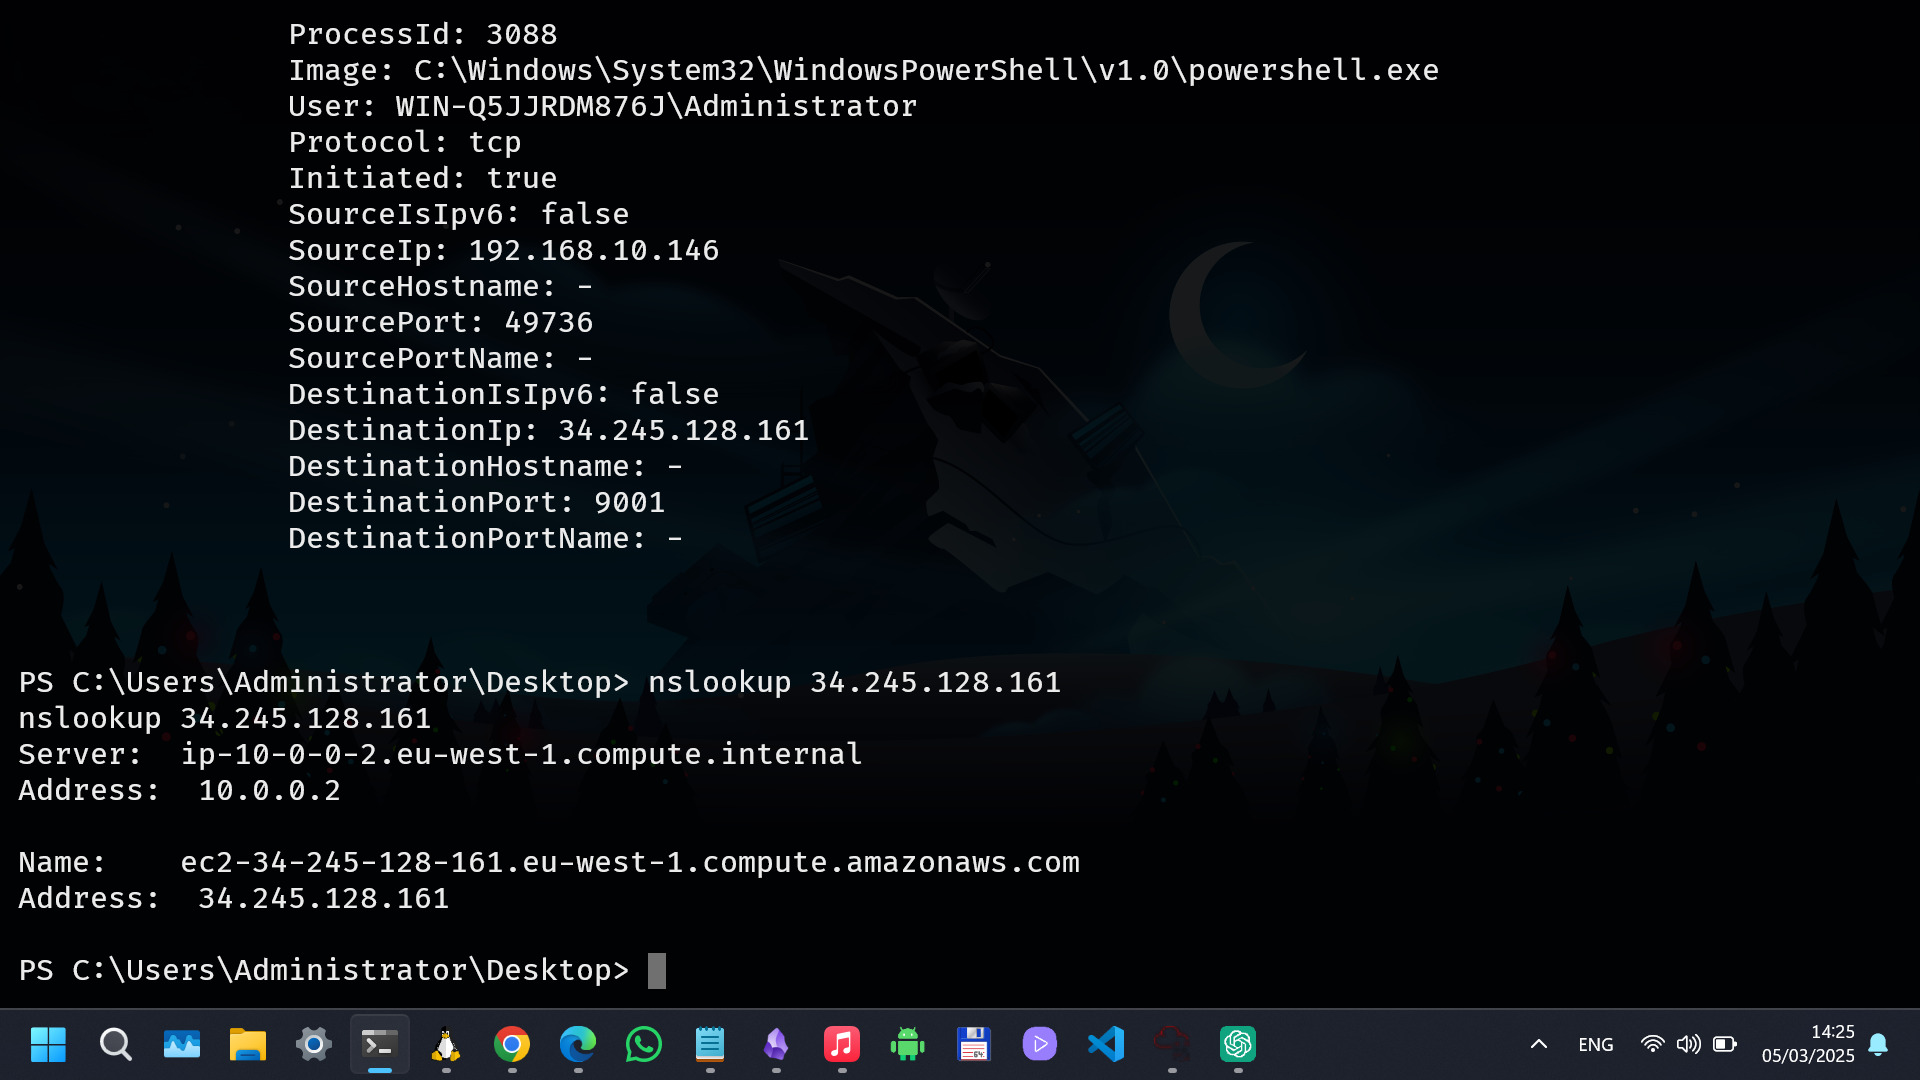 ProcessId: 3088
Image: C:\Windows\System32\WindowsPowerShell\v1.0\powershell.exe
User: WIN-Q5JJRDM876J\Administrator
Protocol: tcp
Initiated: true
SourceIsIpv6: false
SourceIp: 192.168.10.146
SourceHostname: -
SourcePort: 49736
SourcePortName: -
DestinationIsIpv6: false
DestinationIp: 34.245.128.161
DestinationHostname: -
DestinationPort: 9001
DestinationPortName: -
PS C:\Users\Administrator\Desktop> nslookup 34.245.128.161
nslookup 34.245.128.161
Server:  ip-10-0-0-2.eu-west-1.compute.internal
Address:  10.0.0.2
Name:    ec2-34-245-128-161.eu-west-1.compute.amazonaws.com
Address:  34.245.128.161
PS C:\Users\Administrator\Desktop>
64
ENG
14:25
05/03/2025